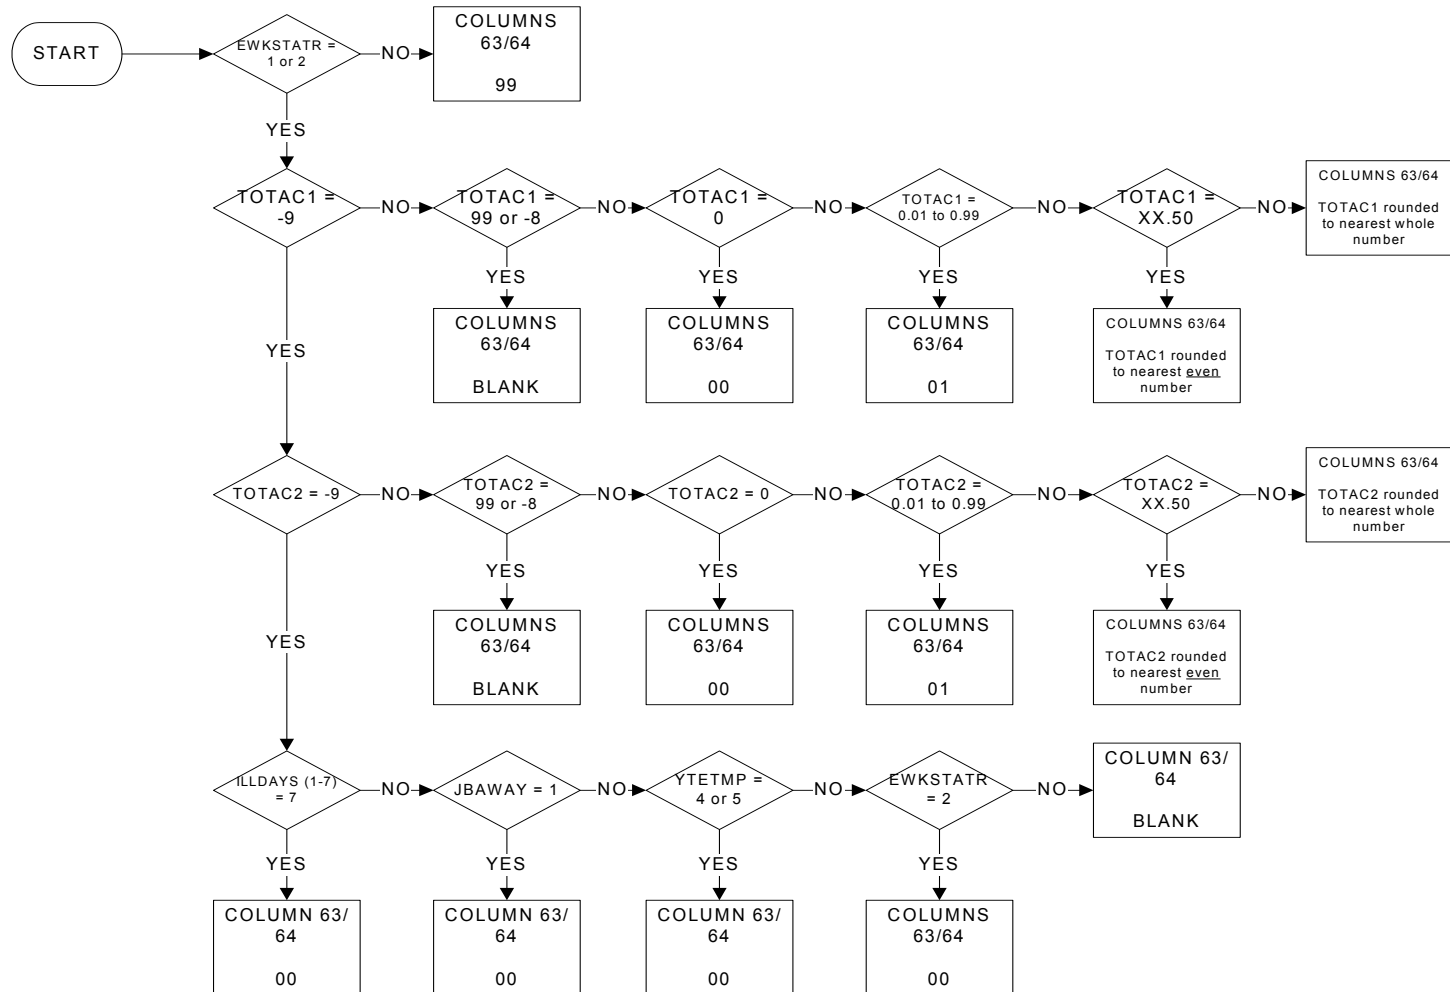 START
EWKSTATR =
1 or 2
NO
COLUMNS
63/64
99
YES
TOTAC1 =
-9
NO
TOTAC1 =
99 or -8
NO
TOTAC1 =
0
NO
TOTAC1 =
0.01 to 0.99
NO
TOTAC1 =
XX.50
NO
COLUMNS 63/64
TOTAC1 rounded
to nearest whole
number
YES
YES
YES
YES
YES
COLUMNS
63/64
BLANK
COLUMNS
63/64
00
COLUMNS
63/64
01
COLUMNS 63/64
TOTAC1 rounded
to nearest even
number
TOTAC2 = -9
NO
TOTAC2 =
99 or -8
NO
TOTAC2 = 0
NO
TOTAC2 =
0.01 to 0.99
NO
TOTAC2 =
XX.50
NO
COLUMNS 63/64
TOTAC2 rounded
to nearest whole
number
YES
YES
YES
YES
YES
COLUMNS
63/64
BLANK
COLUMNS
63/64
00
COLUMNS
63/64
01
COLUMNS 63/64
TOTAC2 rounded
to nearest even
number
ILLDAYS (1-7)
= 7
NO
JBAWAY = 1
NO
YTETMP =
4 or 5
NO
EWKSTATR
= 2
NO
COLUMN 63/
64
BLANK
YES
YES
YES
YES
COLUMN 63/
64
00
COLUMN 63/
64
00
COLUMN 63/
64
00
COLUMNS
63/64
00